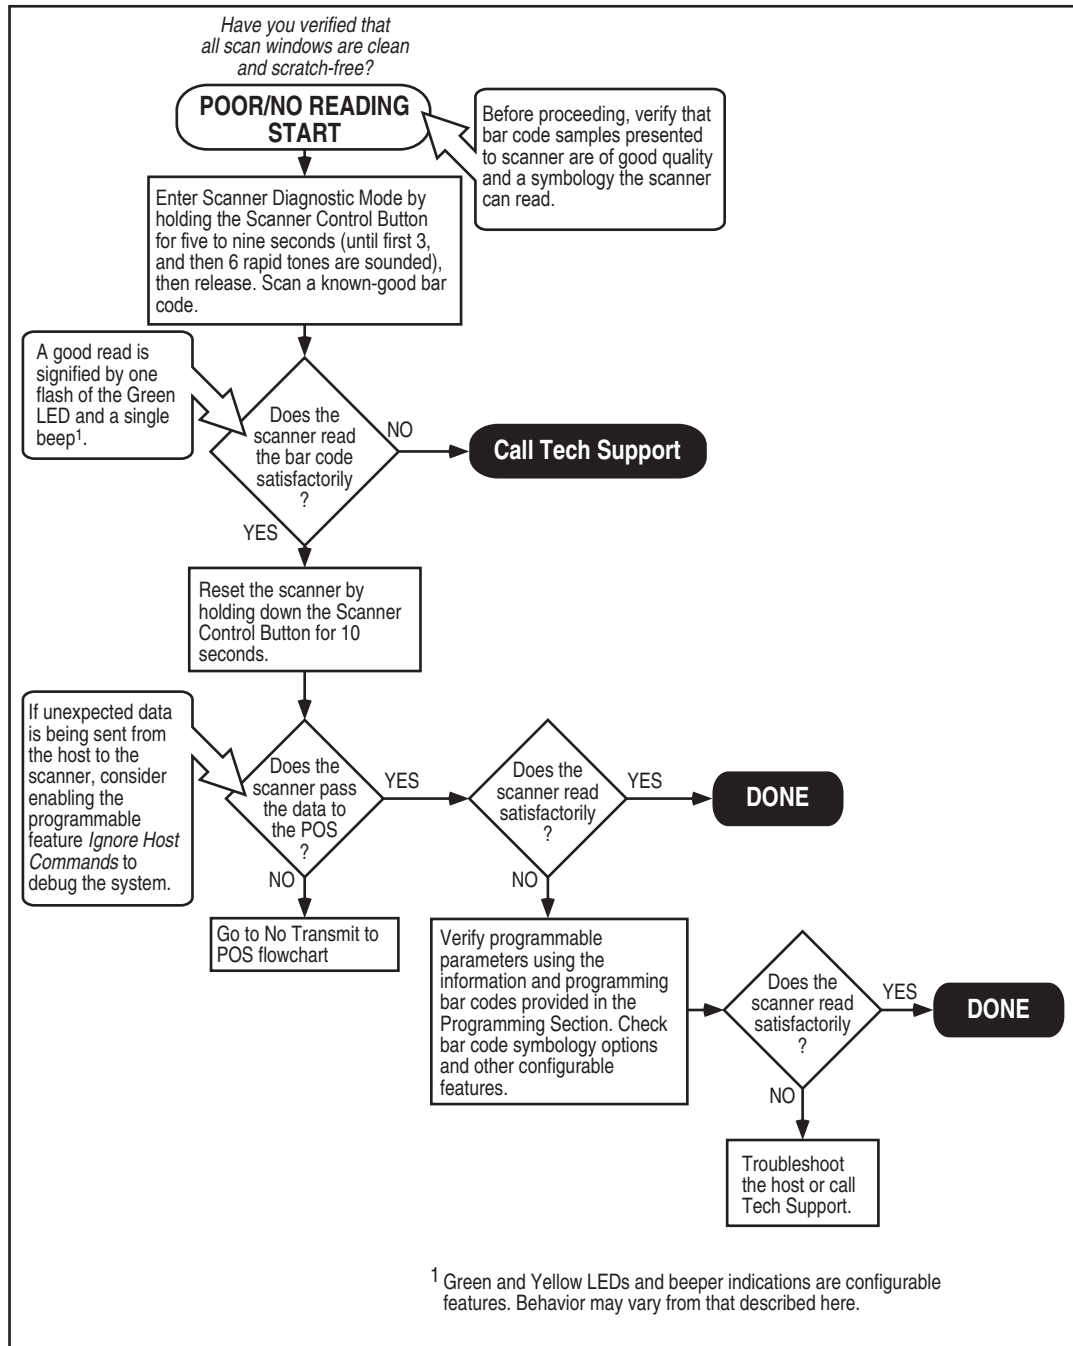 Have you verified that
all scan windows are clean
and scratch-free?
POOR/NO READING
START
Before proceeding, verify that
bar code samples presented
to scanner are of good quality
and a symbology the scanner
can read.
Enter Scanner Diagnostic Mode by
holding the Scanner Control Button
for five to nine seconds (until first 3,
and then 6 rapid tones are sounded),
then release. Scan a known-good bar
code.
A good read is
signified by one
flash of the Green
LED and a single
beep1.
Does the
scanner read
the bar code
satisfactorily
?
NO
Call Tech Support
YES
Reset the scanner by
holding down the Scanner
Control Button for 10
seconds.
If unexpected data
is being sent from
the host to the
scanner, consider
enabling the
programmable
feature Ignore Host
Commands to
debug the system.
Does the
scanner pass
the data to
the POS
?
YES
Does the
scanner read
satisfactorily
?
YES
DONE
NO
Go to No Transmit to
POS flowchart
NO
Verify programmable
parameters using the
information and programming
bar codes provided in the
Programming Section. Check
bar code symbology options
and other configurable
features.
Does the
scanner read
satisfactorily
?
YES
DONE
NO
Troubleshoot
the host or call
Tech Support.
1 Green and Yellow LEDs and beeper indications are configurable
features. Behavior may vary from that described here.